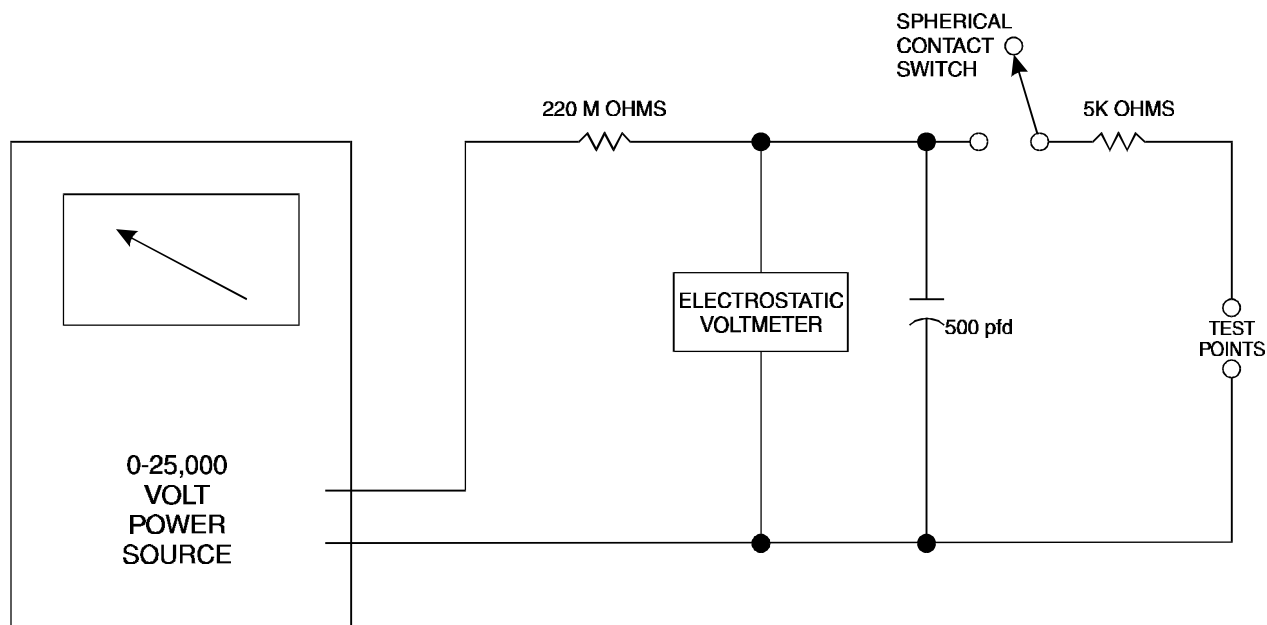 SPHERICAL
CONTACT
SWITCH
220 M OHMS
5K OHMS
ELECTROSTATIC
VOLTMETER
500 pfd
TEST
POINTS
0-25,000
VOLT
POWER
SOURCE